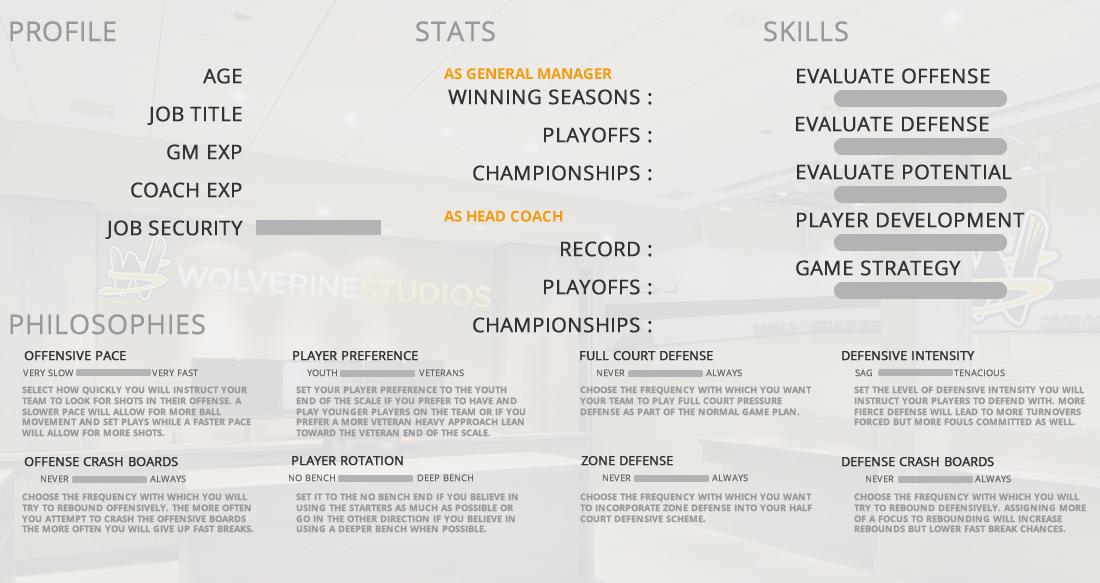 PROFILE
AGE
JOB TITLE
GM EXP
COACH EXP
JOB SECURITY
STATS
AS GENERAL MANAGER
WINNING SEASONS :
PLAYOFFS :
CHAMPIONSHIPS :
AS HEAD COACH
RECORD :
PLAYOFFS :
CHAMPIONSHIPS :
SKILLS
EVALUATE OFFENSE
EVALUATE DEFENSE
EVALUATE POTENTIAL
PLAYER DEVELOPMENT
GAME STRATEGY
WOLVERINESTUDIOS
PHILOSOPHIES
OFFENSIVE PACE
VERY SLOW VERY FAST
SELECT HOW QUICKLY YOU WILL INSTRUCT YOUR
TEAM TO LOOK FOR SHOTS IN THEIR OFFENSE. A
SLOWER PACE WILL ALLOW FOR MORE BALL
MOVEMENT AND SET PLAYS WHILE A FASTER PACE
WILL ALLOW FOR MORE SHOTS.
PLAYER PREFERENCE
YOUTH VETERANS
SET YOUR PLAYER PREFERENCE TO THE YOUTH
END OF THE SCALE IF YOU PREFER TO HAVE AND
PLAY YOUNGER PLAYERS ON THE TEAM OR IF YOU
PREFER A MORE VETERAN HEAVY APPROACH LEAN
TOWARD THE VETERAN END OF THE SCALE.
FULL COURT DEFENSE
NEVER ALWAYS
CHOOSE THE FREQUENCY WITH WHICH YOU WANT
YOUR TEAM TO PLAY FULL COURT PRESSURE
DEFENSE AS PART OF THE NORMAL GAME PLAN.
DEFENSIVE INTENSITY
SAG TENACIOUS
SET THE LEVEL OF DEFENSIVE INTENSITY YOU WILL
INSTRUCT YOUR PLAYERS TO DEFEND WITH. MORE
FIERCE DEFENSE WILL LEAD TO MORE TURNOVERS
FORCED BUT MORE FOULS COMMITTED AS WELL.
OFFENSE CRASH BOARDS
NEVER ALWAYS
CHOOSE THE FREQUENCY WITH WHICH YOU WILL
TRY TO REBOUND OFFENSIVELY. THE MORE OFTEN
YOU ATTEMPT TO CRASH THE OFFENSIVE BOARDS
THE MORE OFTEN YOU WILL GIVE UP FAST BREAKS.
PLAYER ROTATION
NO BENCH DEEP BENCH
SET IT TO THE NO BENCH END IF YOU BELIEVE IN
USING THE STARTERS AS MUCH AS POSSIBLE OR
GO IN THE OTHER DIRECTION IF YOU BELIEVE IN
USING A DEEPER BENCH WHEN POSSIBLE.
ZONE DEFENSE
NEVER ALWAYS
CHOOSE THE FREQUENCY WITH WHICH YOU WANT
TO INCORPORATE ZONE DEFENSE INTO YOUR HALF
COURT DEFENSIVE SCHEME.
DEFENSE CRASH BOARDS
NEVER ALWAYS
CHOOSE THE FREQUENCY WITH WHICH YOU WILL
TRY TO REBOUND DEFENSIVELY. ASSIGNING MORE
OF A FOCUS TO REBOUNDING WILL INCREASE
REBOUNDS BUT LOWER FAST BREAK CHANCES.